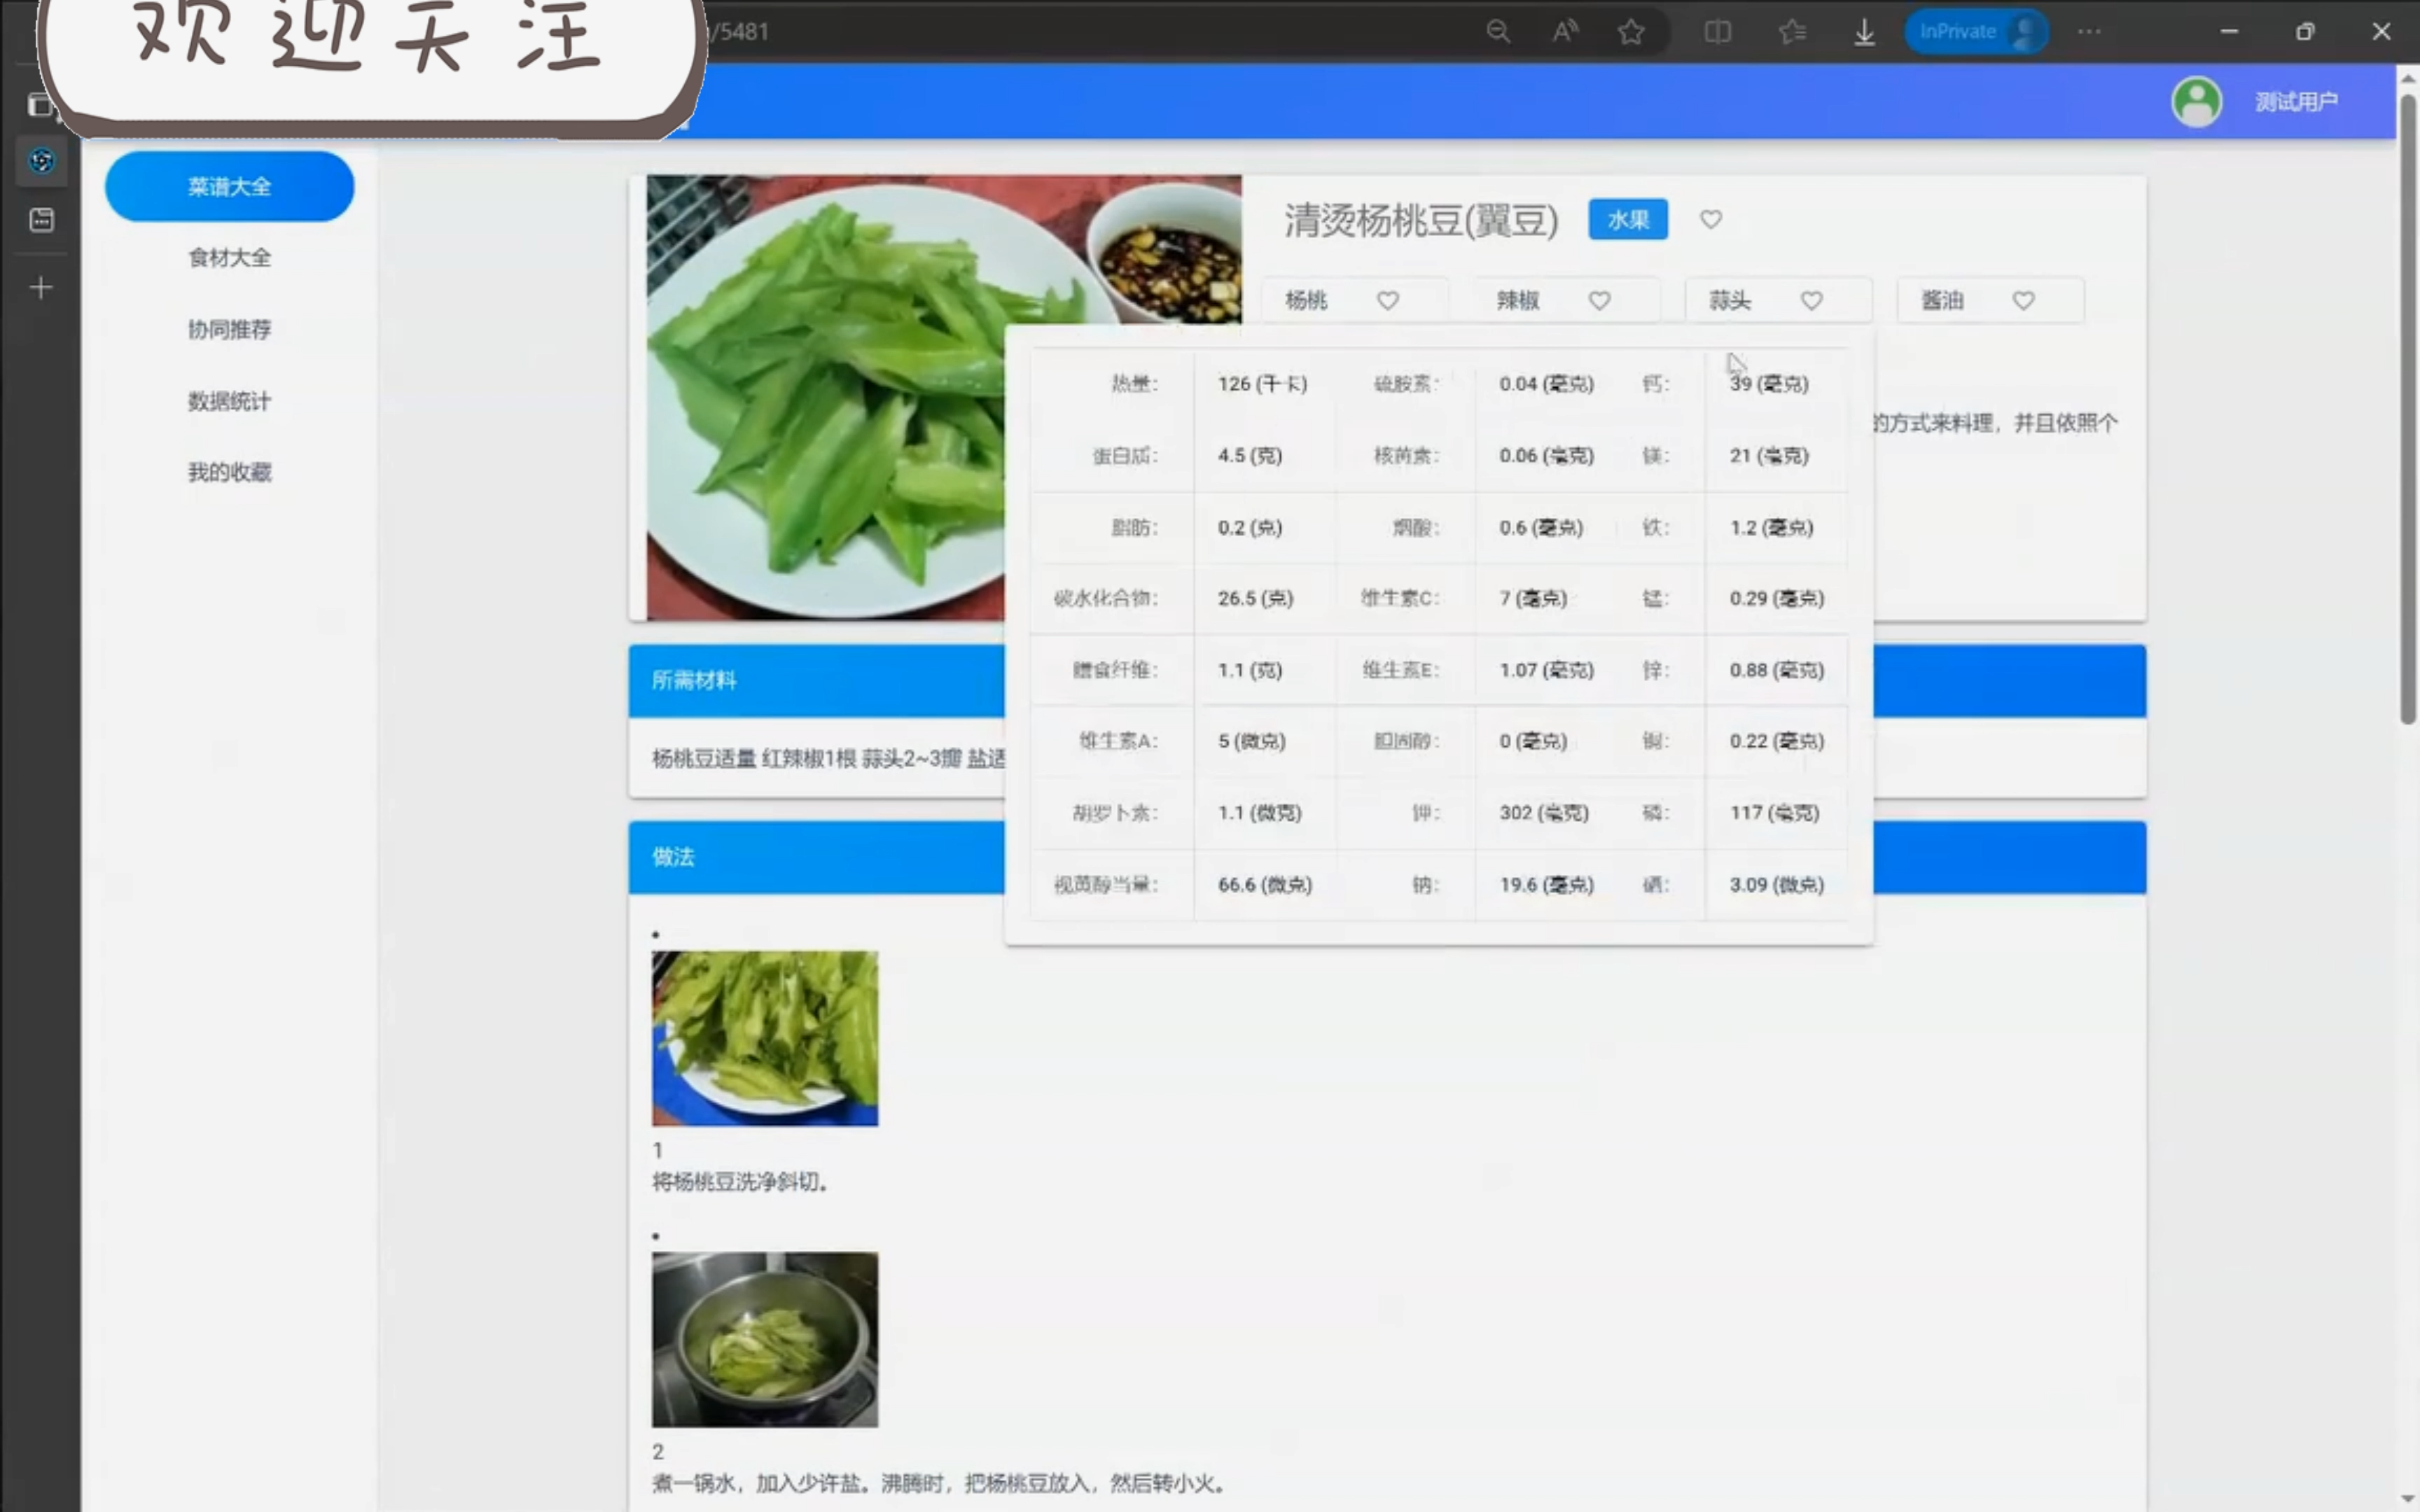 欢迎关注
/5481
InPrivate
测试用户
菜谱大全
食材大全
协同推荐
数据统计
我的收藏
清烫杨桃豆(翼豆) 水果
杨桃 辣椒 蒜头 酱油
的方式来料理，并且依照个
热量： 126 (千卡) 硫胺素： 0.04 (毫克) 钙： 39 (毫克)
蛋白质： 4.5 (克) 核黄素： 0.06 (毫克) 镁： 21 (毫克)
脂肪： 0.2 (克) 烟酸： 0.6 (毫克) 铁： 1.2 (毫克)
碳水化合物： 26.5 (克) 维生素C： 7 (毫克) 锰： 0.29 (毫克)
膳食纤维： 1.1 (克) 维生素E： 1.07 (毫克) 锌： 0.88 (毫克)
维生素A： 5 (微克) 胆固醇： 0 (毫克) 铜： 0.22 (毫克)
胡罗卜素： 1.1 (微克) 钾： 302 (毫克) 磷： 117 (毫克)
视黄醇当量： 66.6 (微克) 钠： 19.6 (毫克) 硒： 3.09 (微克)
所需材料
杨桃豆适量 红辣椒1根 蒜头2~3瓣 盐适
做法
1
将杨桃豆洗净斜切。
2
煮一锅水，加入少许盐。沸腾时，把杨桃豆放入，然后转小火。